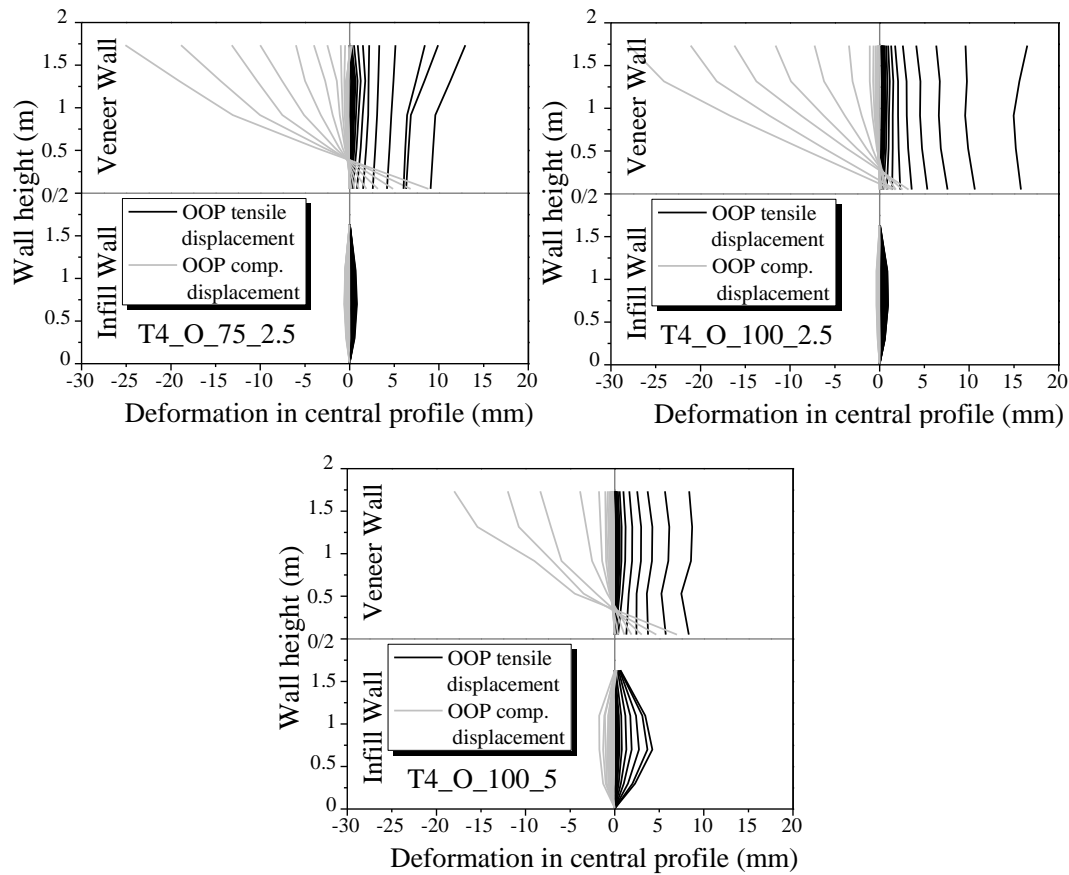 2
1.5
1
0.5
0/2
1.5
1
0.5
0
Wall height (m)
Veneer Wall
Infill Wall
OOP tensile
displacement
OOP comp.
displacement
T4_O_75_2.5
-30 -25 -20 -15 -10 -5 0 5 10 15 20
Deformation in central profile (mm)
2
1.5
1
0.5
0/2
1.5
1
0.5
0
Wall height (m)
Veneer Wall
Infill Wall
OOP tensile
displacement
OOP comp.
displacement
T4_O_100_2.5
-30 -25 -20 -15 -10 -5 0 5 10 15 20
Deformation in central profile (mm)
2
1.5
1
0.5
0/2
1.5
1
0.5
0
Wall height (m)
Veneer Wall
Infill Wall
OOP tensile
displacement
OOP comp.
displacement
T4_O_100_5
-30 -25 -20 -15 -10 -5 0 5 10 15 20
Deformation in central profile (mm)